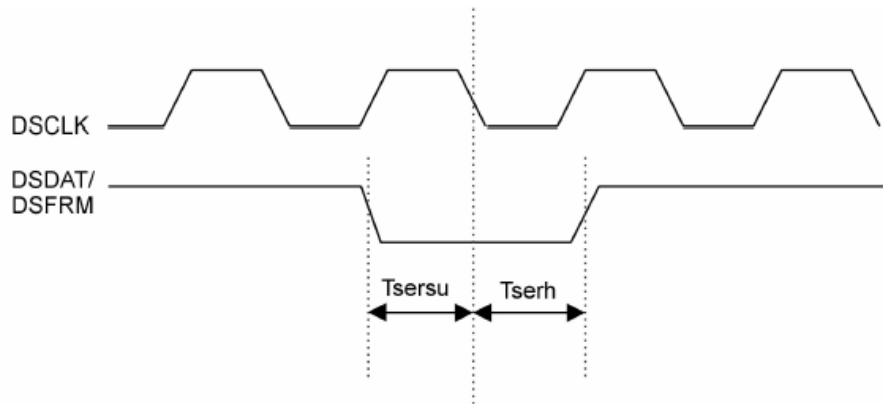 DSCLK
DSDAT/
DSFRM
Tsersu
Tserh